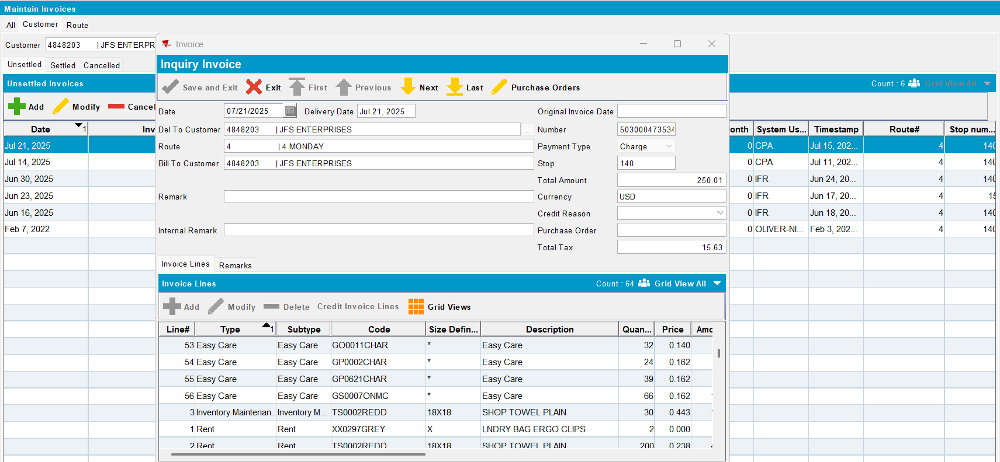 Maintain Invoices
All Customer Route
Customer 4848203 | JFS ENTERPR
Invoice
Unsettled Settled Cancelled
Inquiry Invoice
Unsettled Invoices Count : 6 Grid View All
Save and Exit Exit First Previous Next Last Purchase Orders
Add Modify Cancel
Date 07/21/2025 16 Delivery Date Jul 21, 2025 Original Invoice Date
Del To Customer 4848203 | JFS ENTERPRISES ... Number 503000473534
Route 4 | 4 MONDAY Payment Type Charge
Bill To Customer 4848203 | JFS ENTERPRISES Stop 140
Total Amount 250.01
Remark Currency USD
Credit Reason
Internal Remark Purchase Order
Total Tax 15.63
Date 1 Inv onth System Us... Timestamp Route# Stop num...
Jul 21, 2025 0 CPA Jul 15, 202... 4 140
Jul 14, 2025 0 CPA Jul 11, 202... 4 140
Jun 30, 2025 0 IFR Jun 24, 20... 4 140
Jun 23, 2025 0 IFR Jun 17, 20... 4 15
Jun 16, 2025 0 IFR Jun 18, 20... 4 140
Feb 7, 2022 0 OLIVER-NI... Feb 3, 202... 4 140
Invoice Lines Remarks
Invoice Lines Count : 64 Grid View All
Add Modify Delete Credit Invoice Lines Grid Views
Line# Type 1 Subtype Code Size Defin... Description Quan... Price Amo
53 Easy Care Easy Care GO0011CHAR * Easy Care 32 0.140
54 Easy Care Easy Care GP0002CHAR * Easy Care 24 0.162
55 Easy Care Easy Care GP0621CHAR * Easy Care 39 0.162
56 Easy Care Easy Care GS0007ONMC * Easy Care 66 0.162
3 Inventory Maintenan... Inventory M... TS0002REDD 18X18 SHOP TOWEL PLAIN 30 0.443
1 Rent Rent XX0297GREY X LNDRY BAG ERGO CLIPS 2 0.000
2 Rent Rent TS0002REDD 18X18 SHOP TOWEL PLAIN 200 0.238